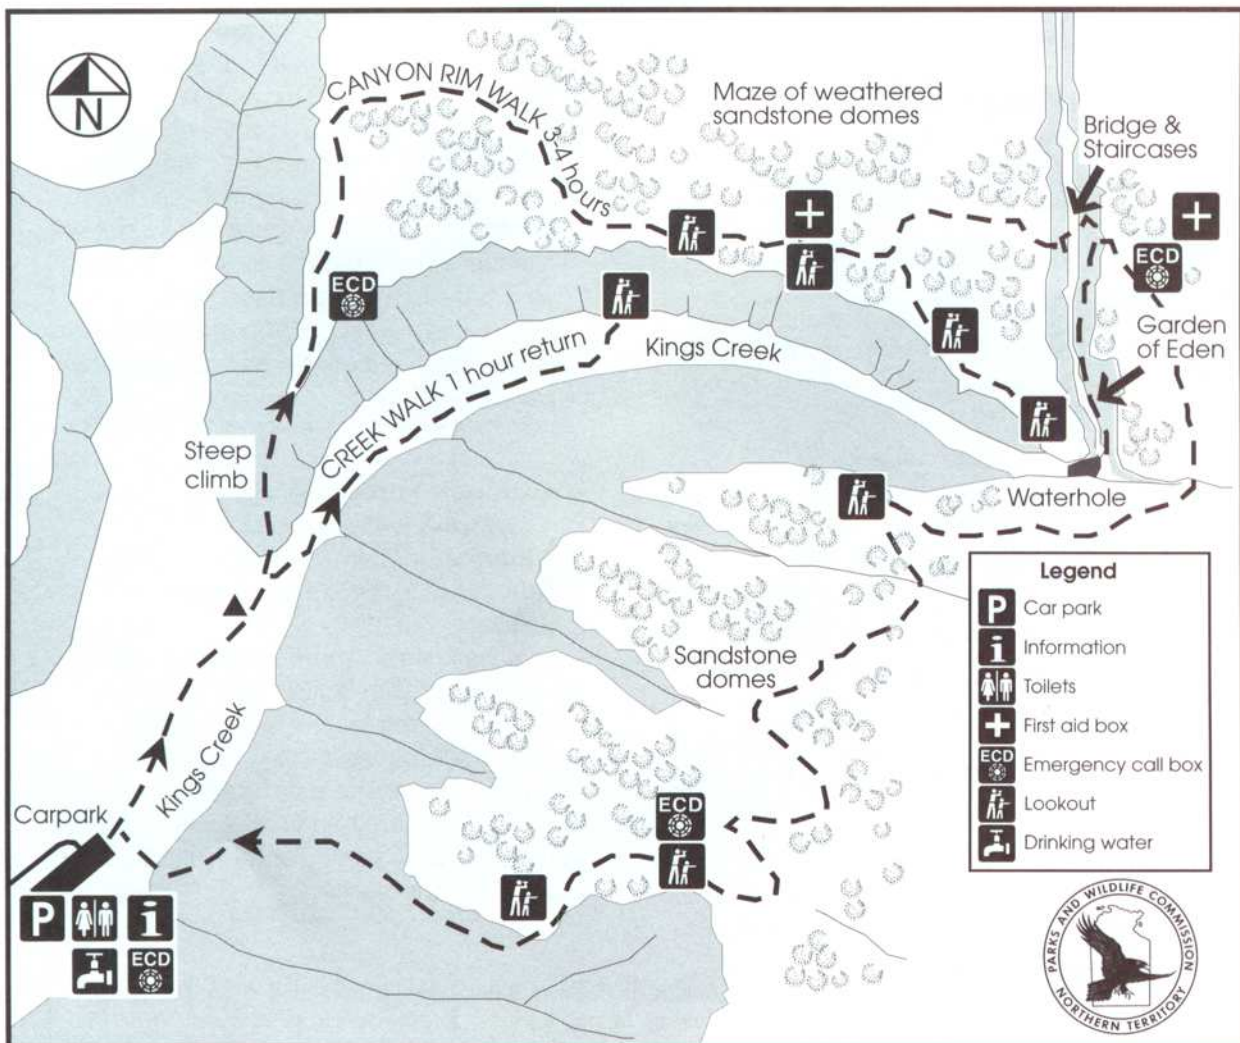 N
CANYON RIM WALK 3-4 hours
Maze of weathered
sandstone domes
Bridge &
Staircases
ECD
ECD
Garden
of Eden
Kings Creek
CREEK WALK 1 hour return
Steep
climb
Waterhole
Sandstone
domes
Kings Creek
Carpark
ECD
P
i
ECD
Legend
P Car park
i Information
Toilets
First aid box
ECD Emergency call box
Lookout
Drinking water
PARKS AND WILDLIFE COMMISSION
NORTHERN TERRITORY